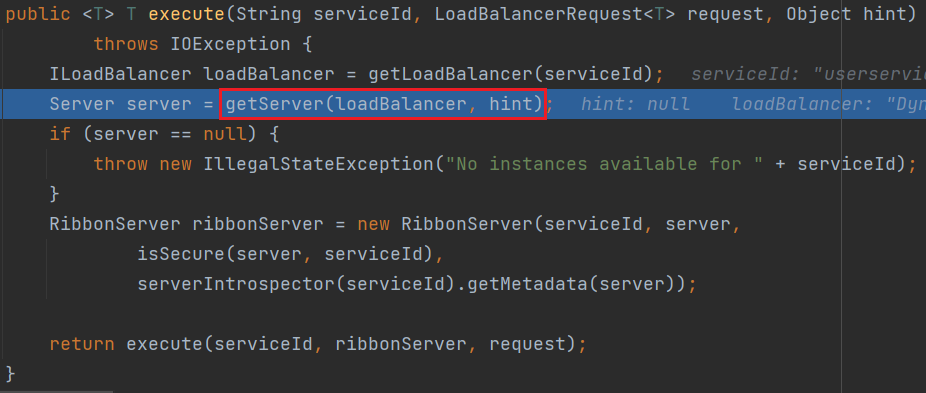 public <T> T execute(String serviceId, LoadBalancerRequest<T> request, Object hint)
        throws IOException {
    ILoadBalancer loadBalancer = getLoadBalancer(serviceId);   serviceId: "userservic
    Server server = getServer(loadBalancer, hint);   hint: null   loadBalancer: "Dyn
    if (server == null) {
        throw new IllegalStateException("No instances available for " + serviceId);
    }
    RibbonServer ribbonServer = new RibbonServer(serviceId, server,
            isSecure(server, serviceId),
            serverIntrospector(serviceId).getMetadata(server));
    return execute(serviceId, ribbonServer, request);
}